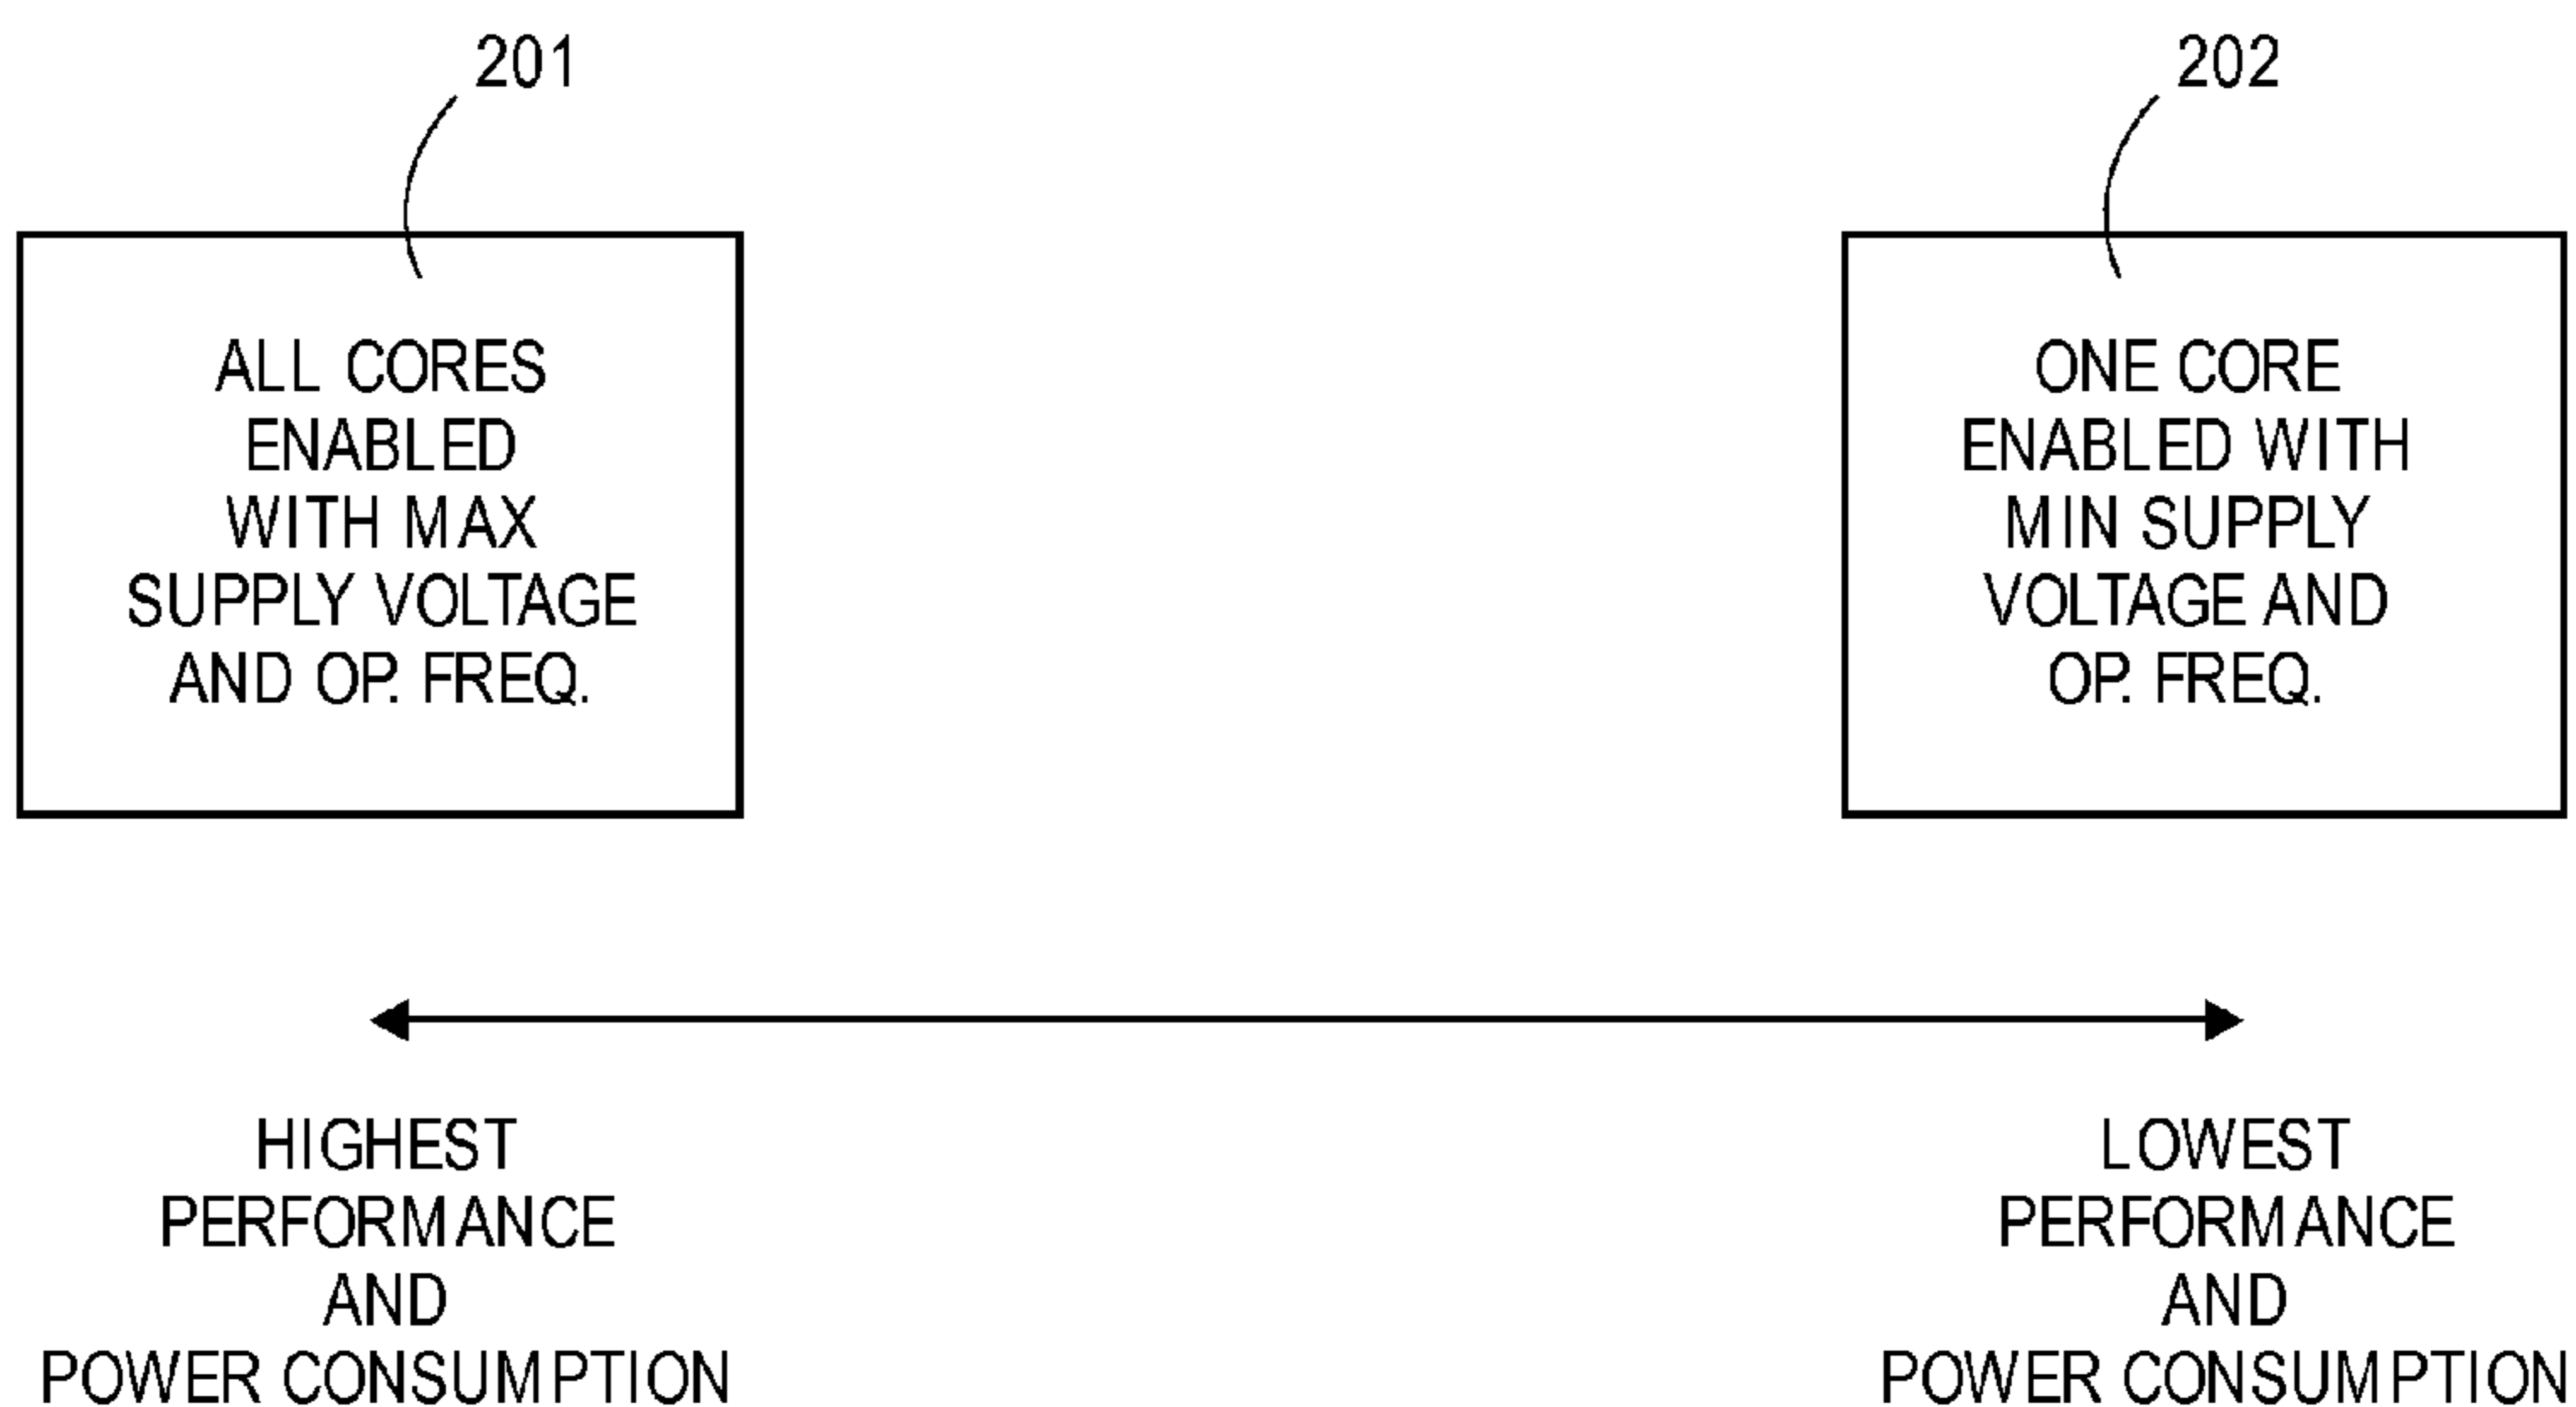 201
ALL CORES
ENABLED
WITH MAX
SUPPLY VOLTAGE
AND OP. FREQ.
202
ONE CORE
ENABLED WITH
MIN SUPPLY
VOLTAGE AND
OP. FREQ.
HIGHEST
PERFORMANCE
AND
POWER CONSUMPTION
LOWEST
PERFORMANCE
AND
POWER CONSUMPTION